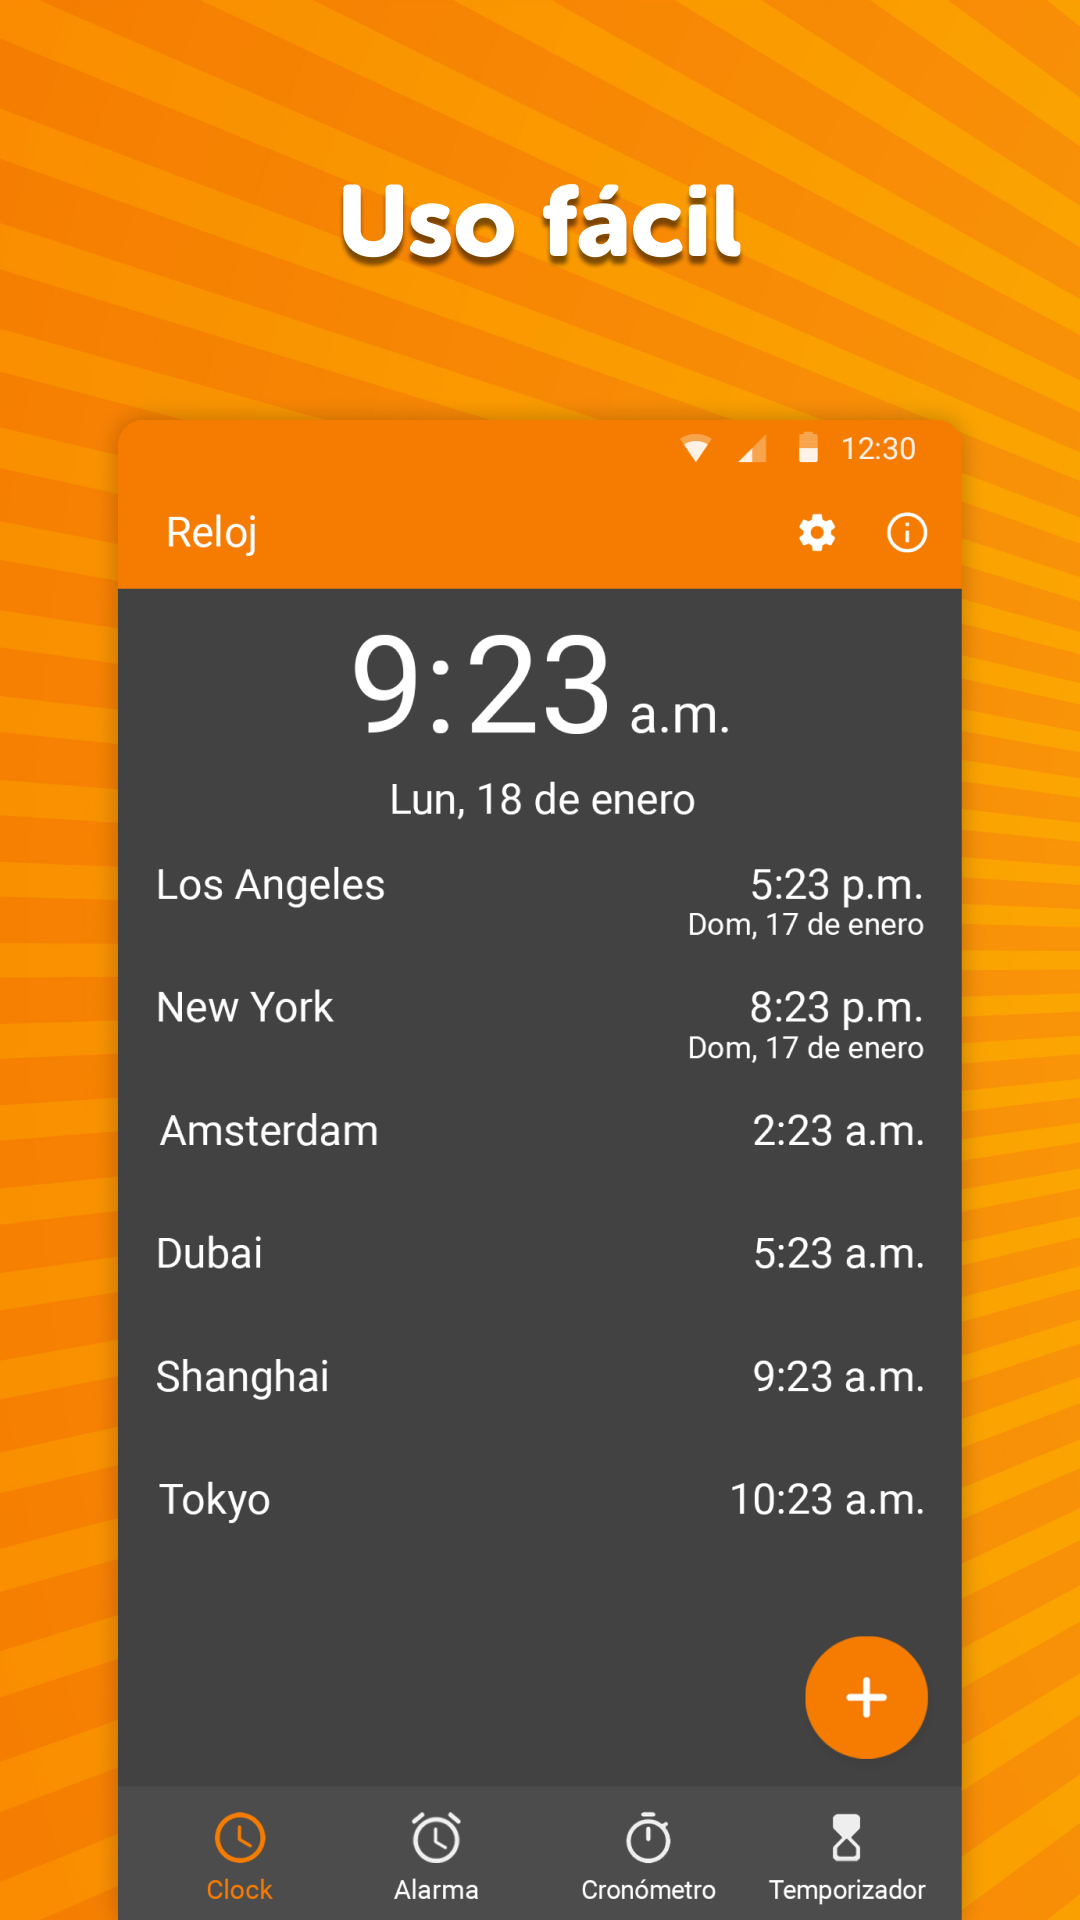 Uso fácil
12:30
Reloj
9:23 a.m.
Lun, 18 de enero
Los Angeles 5:23 p.m.
Dom, 17 de enero
New York 8:23 p.m.
Dom, 17 de enero
Amsterdam 2:23 a.m.
Dubai 5:23 a.m.
Shanghai 9:23 a.m.
Tokyo 10:23 a.m.
Clock Alarma Cronómetro Temporizador